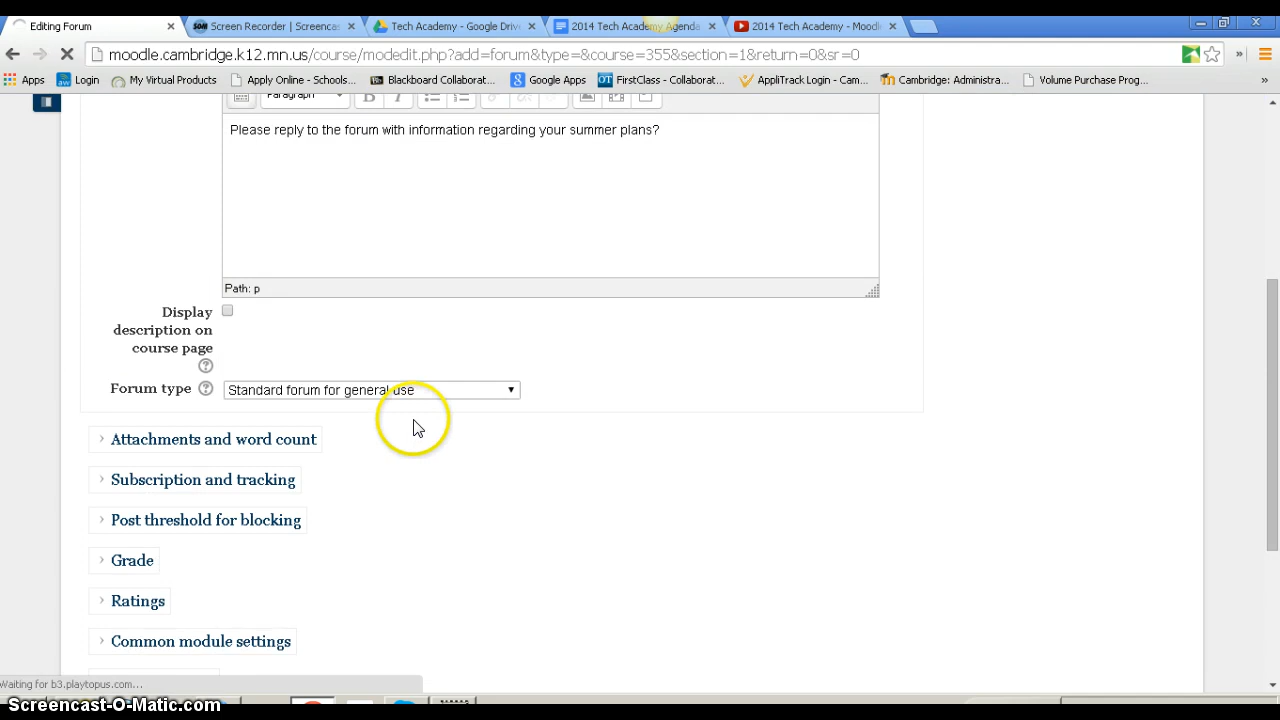 Editing Forum
Screen Recorder | Screencas
Tech Academy - Google Driv
2014 Tech Academy Agenda
2014 Tech Academy - Moodl
moodle.cambridge.k12.mn.us/course/modedit.php?add=forum&type=&course=355&section=1&return=0&sr=0
Apps
Login
My Virtual Products
Apply Online - Schools...
Blackboard Collaborat...
Google Apps
FirstClass - Collaborat...
VmpliTrack Login - Cam...
Cambridge: Administra...
Volume Purchase Prog...
Paragraph
Please reply to the forum with information regarding your summer plans?
Path: p
Display
description on
course page
Forum type
Standard forum for general use
Attachments and word count
Subscription and tracking
Post threshold for blocking
Grade
Ratings
Common module settings
Waiting for b3.playtopus.com...
Screencast-O-Matic.com